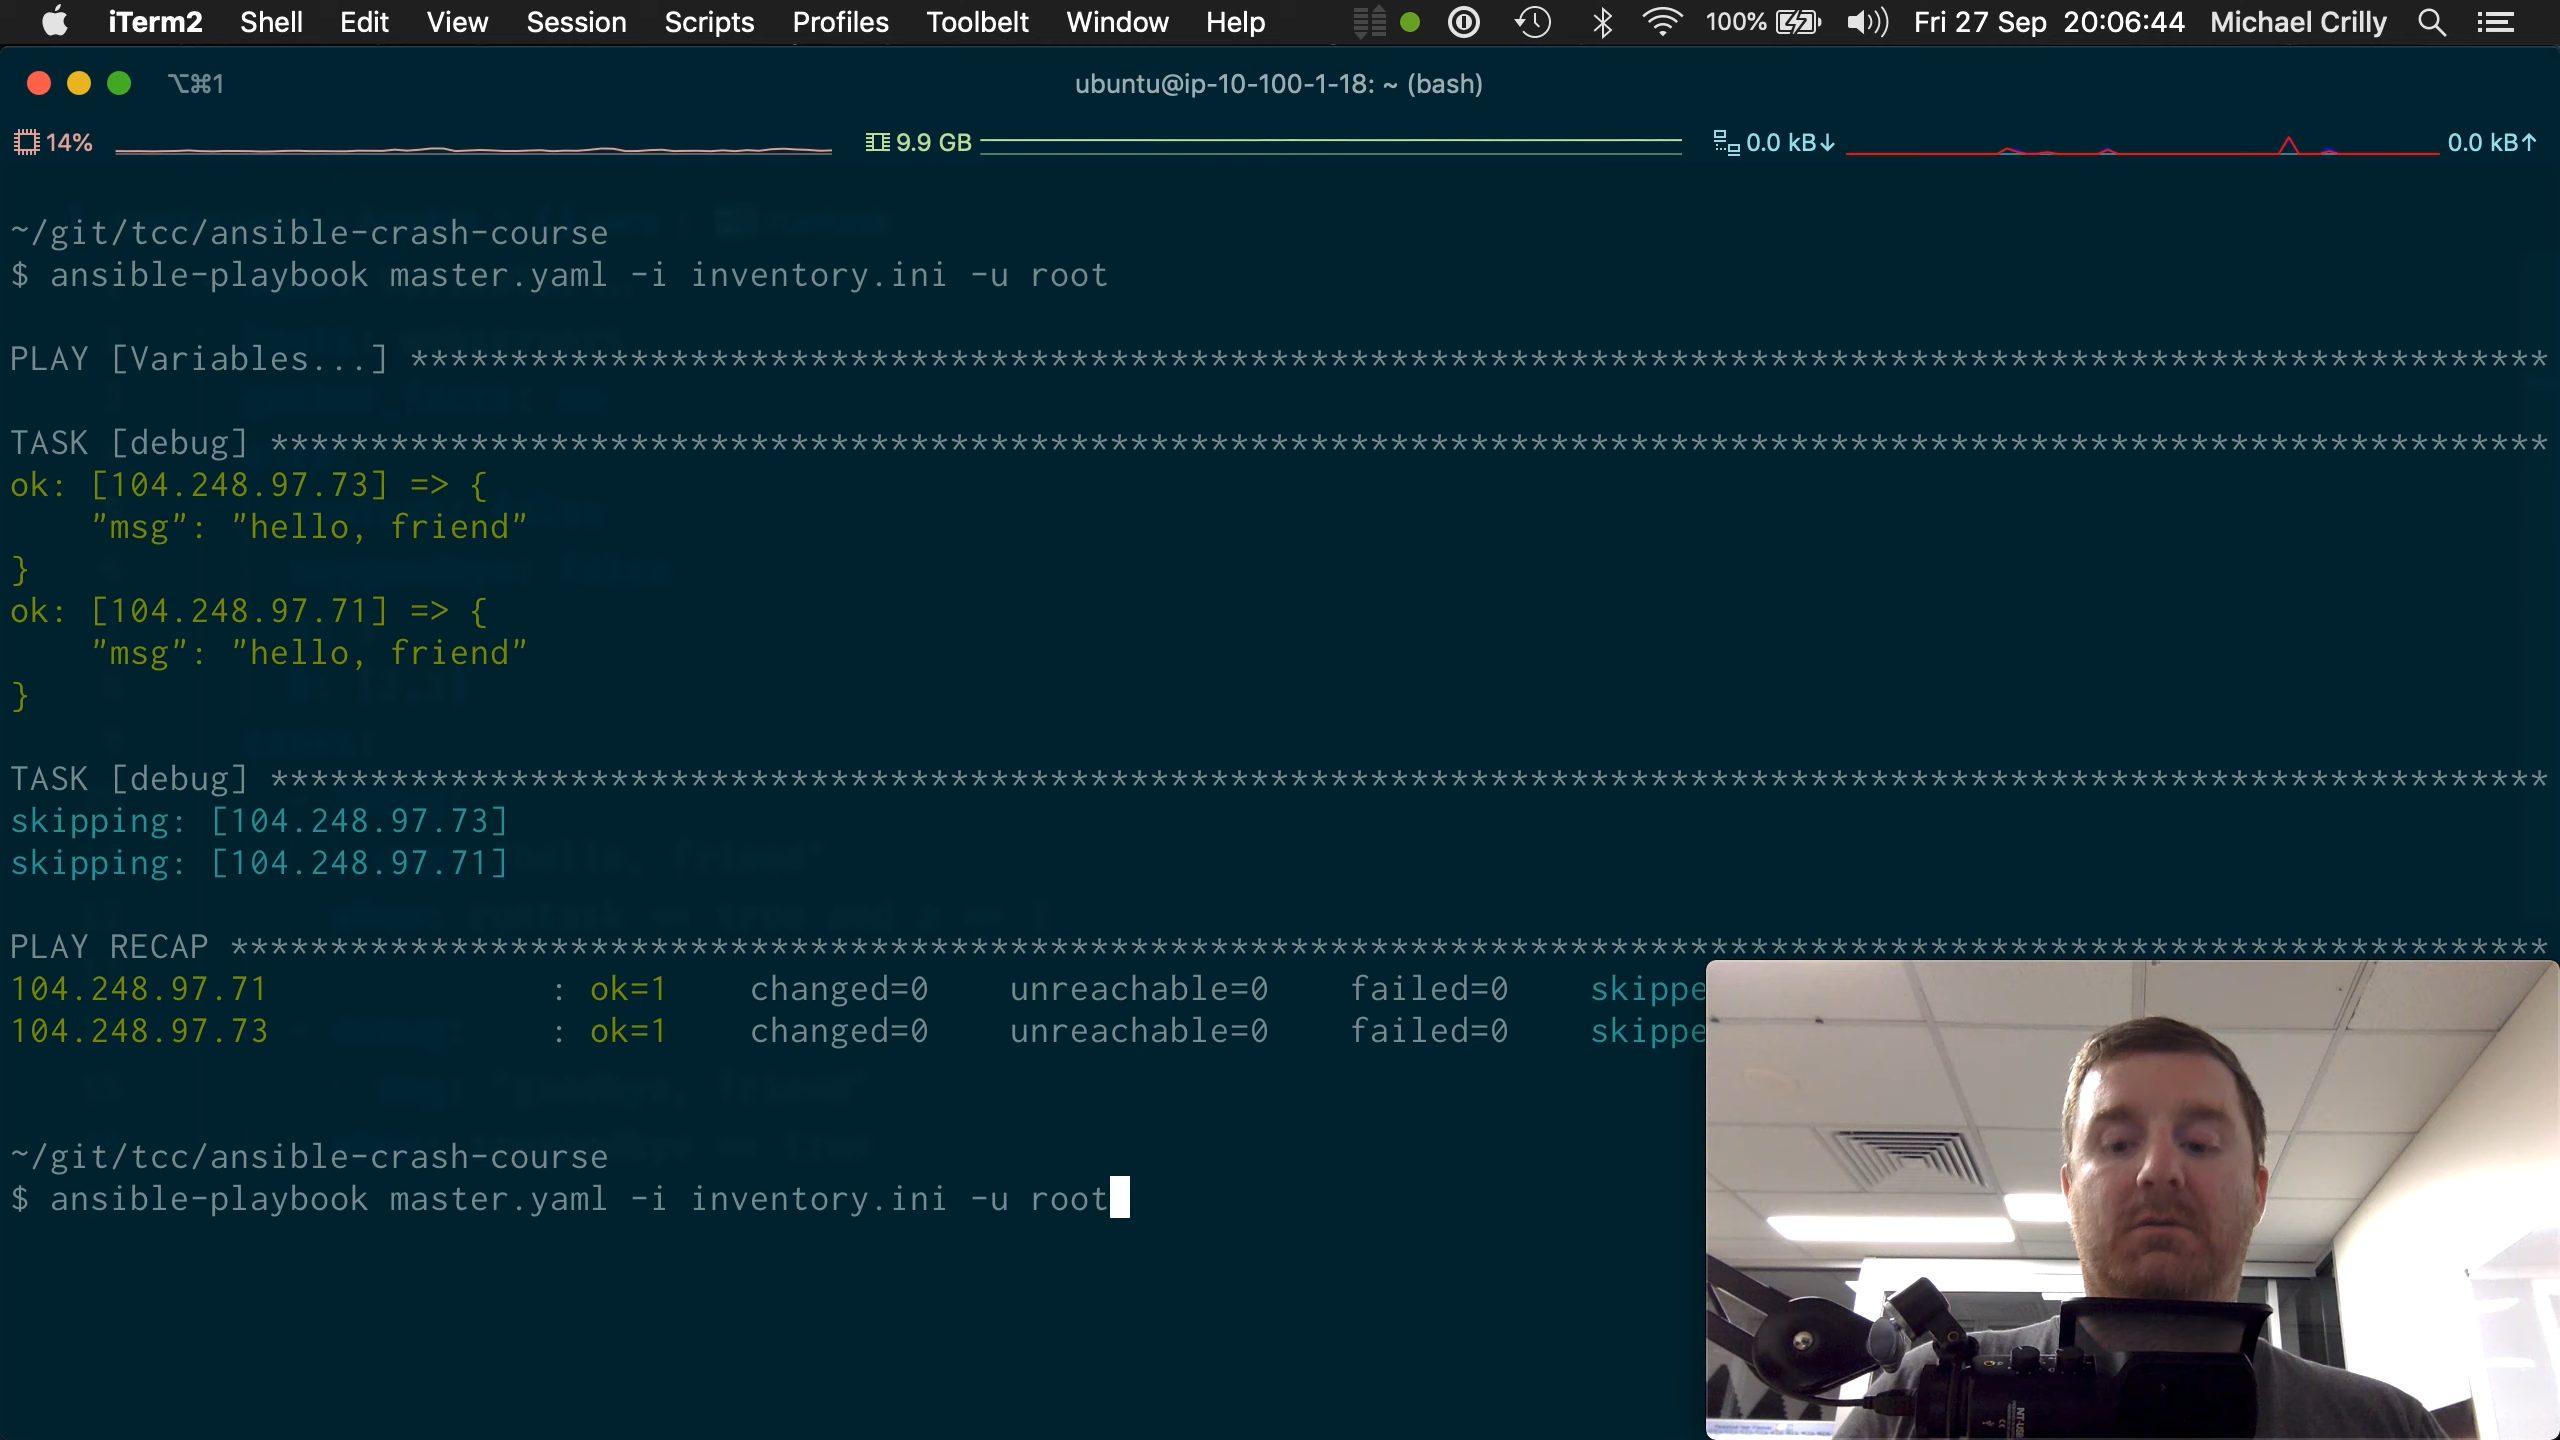 iTerm2 Shell Edit View Session Scripts Profiles Toolbelt Window Help 100% Fri 27 Sep 20:06:44 Michael Crilly
⌥⌘1 ubuntu@ip-10-100-1-18: ~ (bash)
14% 9.9 GB 0.0 kB↓ 0.0 kB↑
~/git/tcc/ansible-crash-course
$ ansible-playbook master.yaml -i inventory.ini -u root
PLAY [Variables...] ******************************************************************************************************
TASK [debug] ******************************************************************************************************************
ok: [104.248.97.73] => {
    "msg": "hello, friend"
}
ok: [104.248.97.71] => {
    "msg": "hello, friend"
}
TASK [debug] ******************************************************************************************************************
skipping: [104.248.97.73]
skipping: [104.248.97.71]
PLAY RECAP ********************************************************************************************************************
104.248.97.71 : ok=1 changed=0 unreachable=0 failed=0 skippe
104.248.97.73 : ok=1 changed=0 unreachable=0 failed=0 skippe
~/git/tcc/ansible-crash-course
$ ansible-playbook master.yaml -i inventory.ini -u root